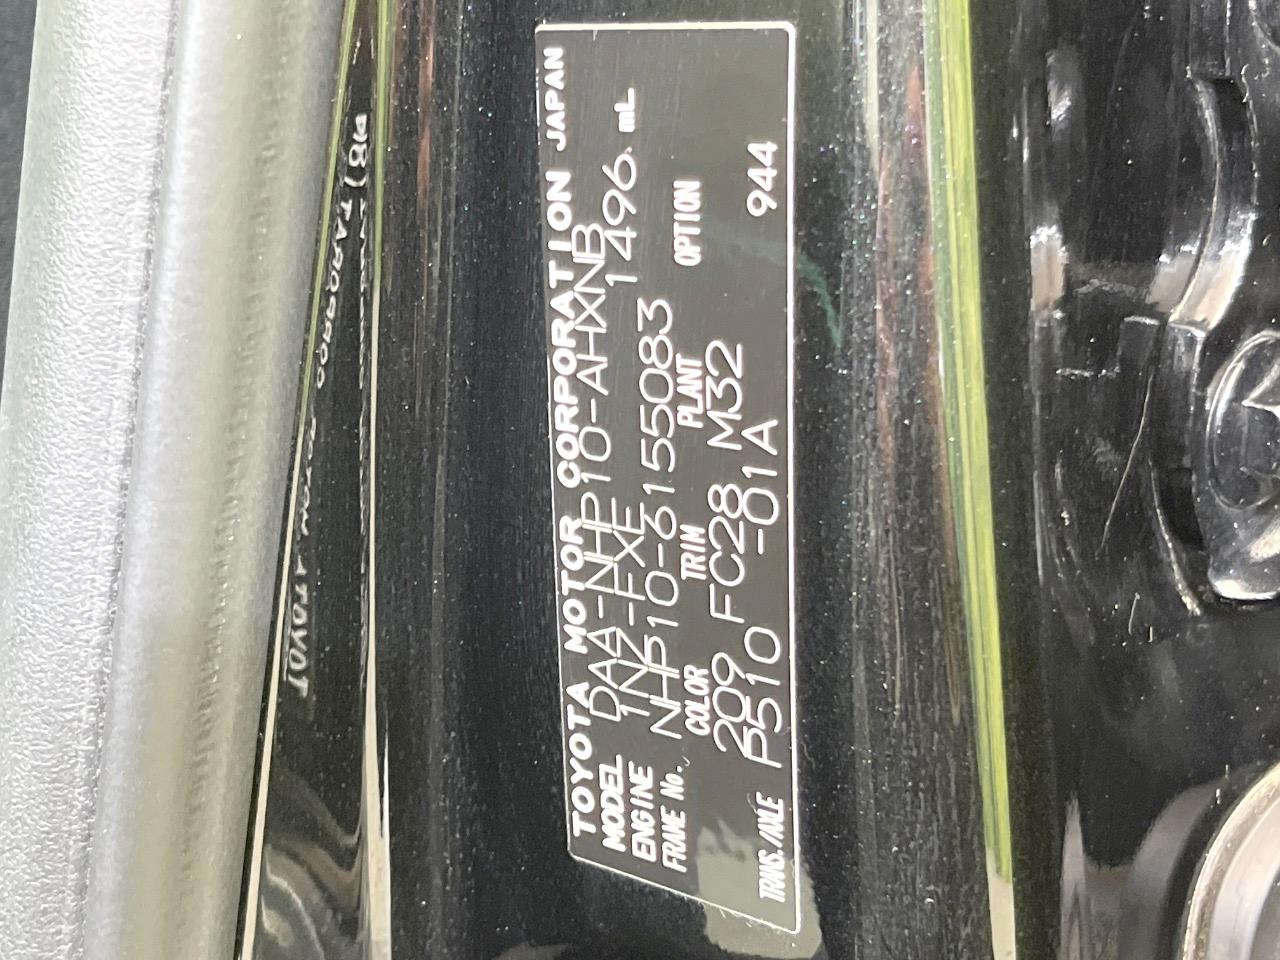 TOYOTA MOTOR CORPORATION JAPAN
MODEL DAA-NHP10-AHXNB
ENGINE 1NZ-FXE 1496 mL
FRAME No. NHP10-6155083
COLOR TRIM PLANT OPTION
209 FC28 M32
TRANS./AXLE P510 -01A 944